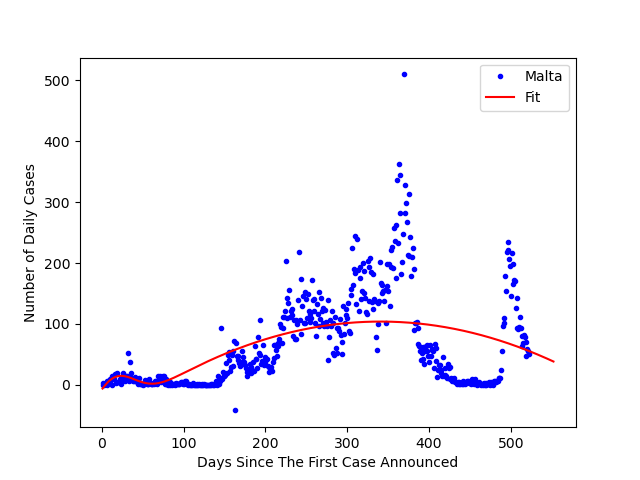 Malta
Fit
Number of Daily Cases
500
400
300
200
100
0
0 100 200 300 400 500
Days Since The First Case Announced